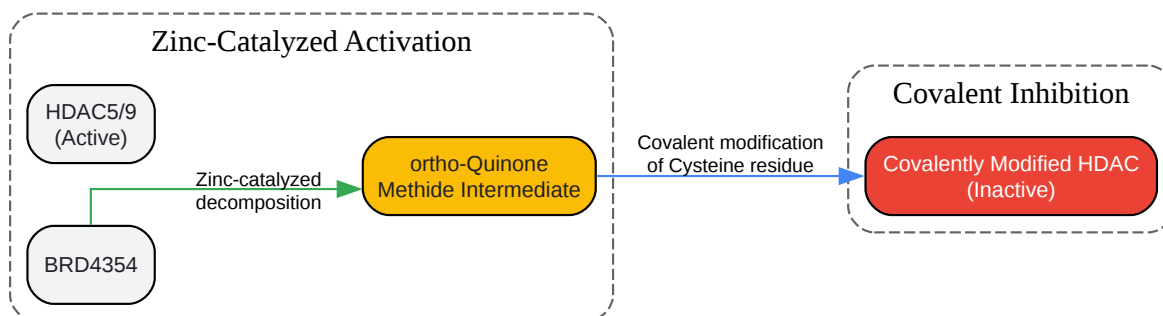 Zinc-Catalyzed Activation
HDAC5/9
(Active)
BRD4354
Zinc-catalyzed
decomposition
ortho-Quinone
Methide Intermediate
Covalent modification
of Cysteine residue
Covalent Inhibition
Covalently Modified HDAC
(Inactive)